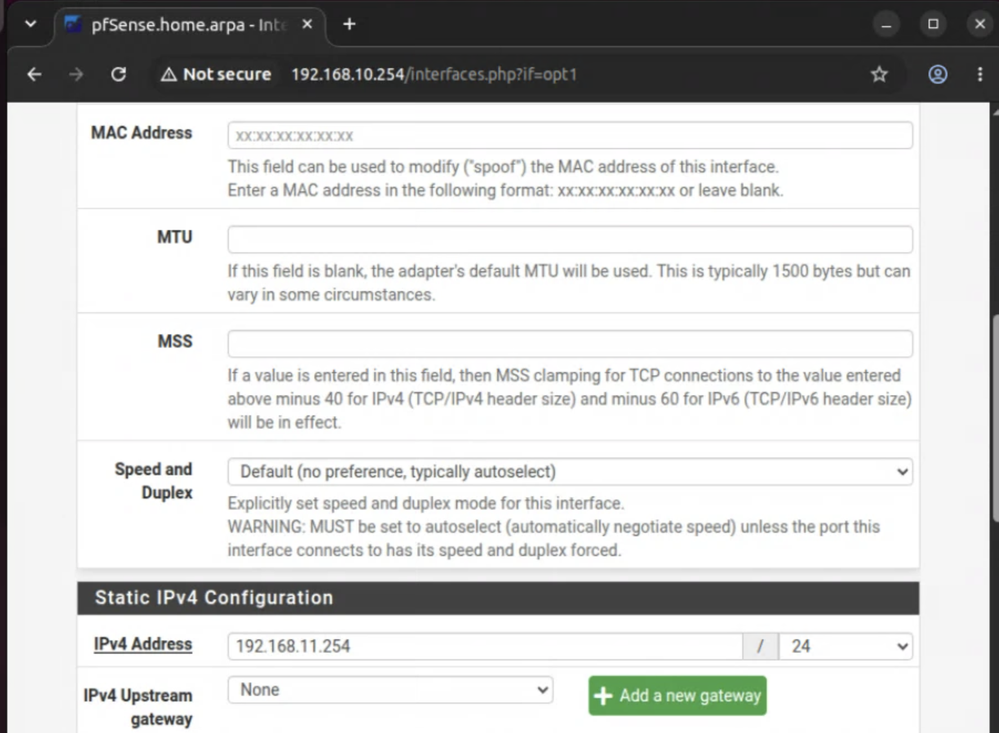 pfSense.home.arpa - Inte
Not secure 192.168.10.254/interfaces.php?if=opt1
MAC Address
xx:xx:xx:xx:xx:xx
This field can be used to modify ("spoof") the MAC address of this interface.
Enter a MAC address in the following format: xx:xx:xx:xx:xx:xx or leave blank.
MTU
If this field is blank, the adapter's default MTU will be used. This is typically 1500 bytes but can
vary in some circumstances.
MSS
If a value is entered in this field, then MSS clamping for TCP connections to the value entered
above minus 40 for IPv4 (TCP/IPv4 header size) and minus 60 for IPv6 (TCP/IPv6 header size)
will be in effect.
Speed and
Duplex
Default (no preference, typically autoselect)
Explicitly set speed and duplex mode for this interface.
WARNING: MUST be set to autoselect (automatically negotiate speed) unless the port this
interface connects to has its speed and duplex forced.
Static IPv4 Configuration
IPv4 Address
192.168.11.254 / 24
IPv4 Upstream
gateway
None
Add a new gateway